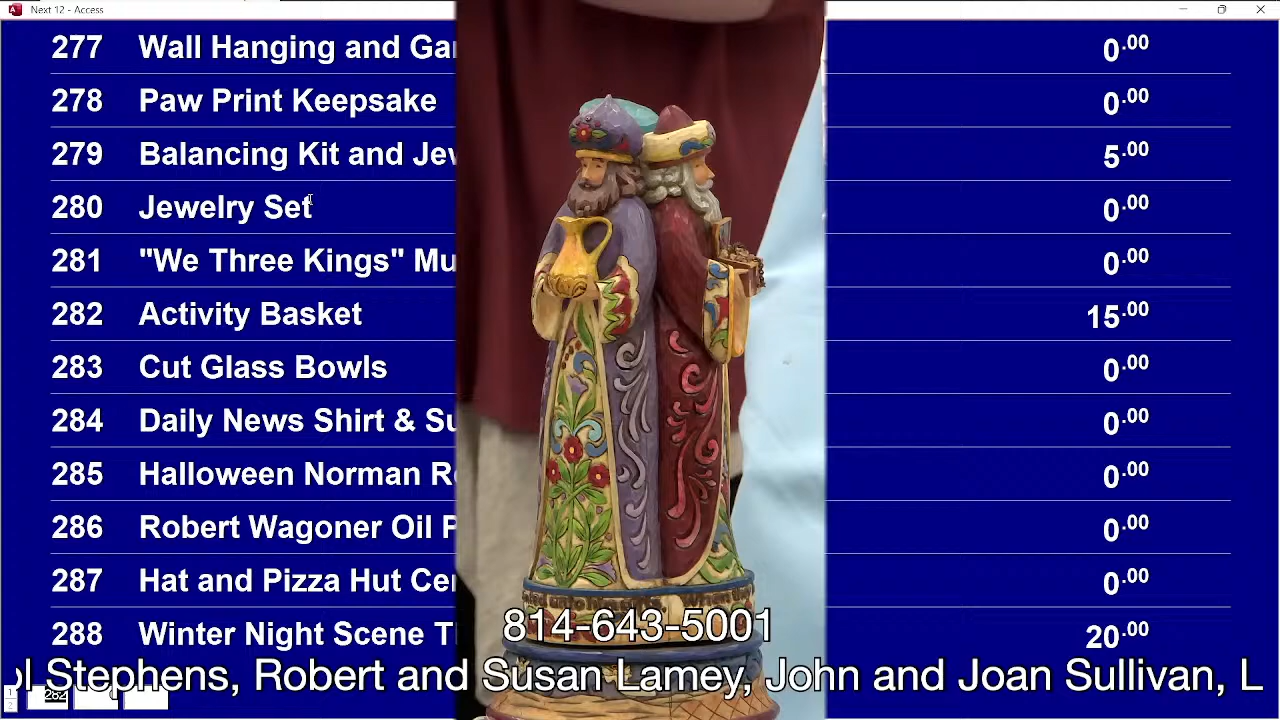 Next 12 - Access
277 Wall Hanging and Gar 0.00
278 Paw Print Keepsake 0.00
279 Balancing Kit and Jew 5.00
280 Jewelry Set 0.00
281 "We Three Kings" Mu 0.00
282 Activity Basket 15.00
283 Cut Glass Bowls 0.00
284 Daily News Shirt & Su 0.00
285 Halloween Norman Ro 0.00
286 Robert Wagoner Oil P 0.00
287 Hat and Pizza Hut Cer 0.00
288 Winter Night Scene T 20.00
814-643-5001
ol Stephens, Robert and Susan Lamey, John and Joan Sullivan, L